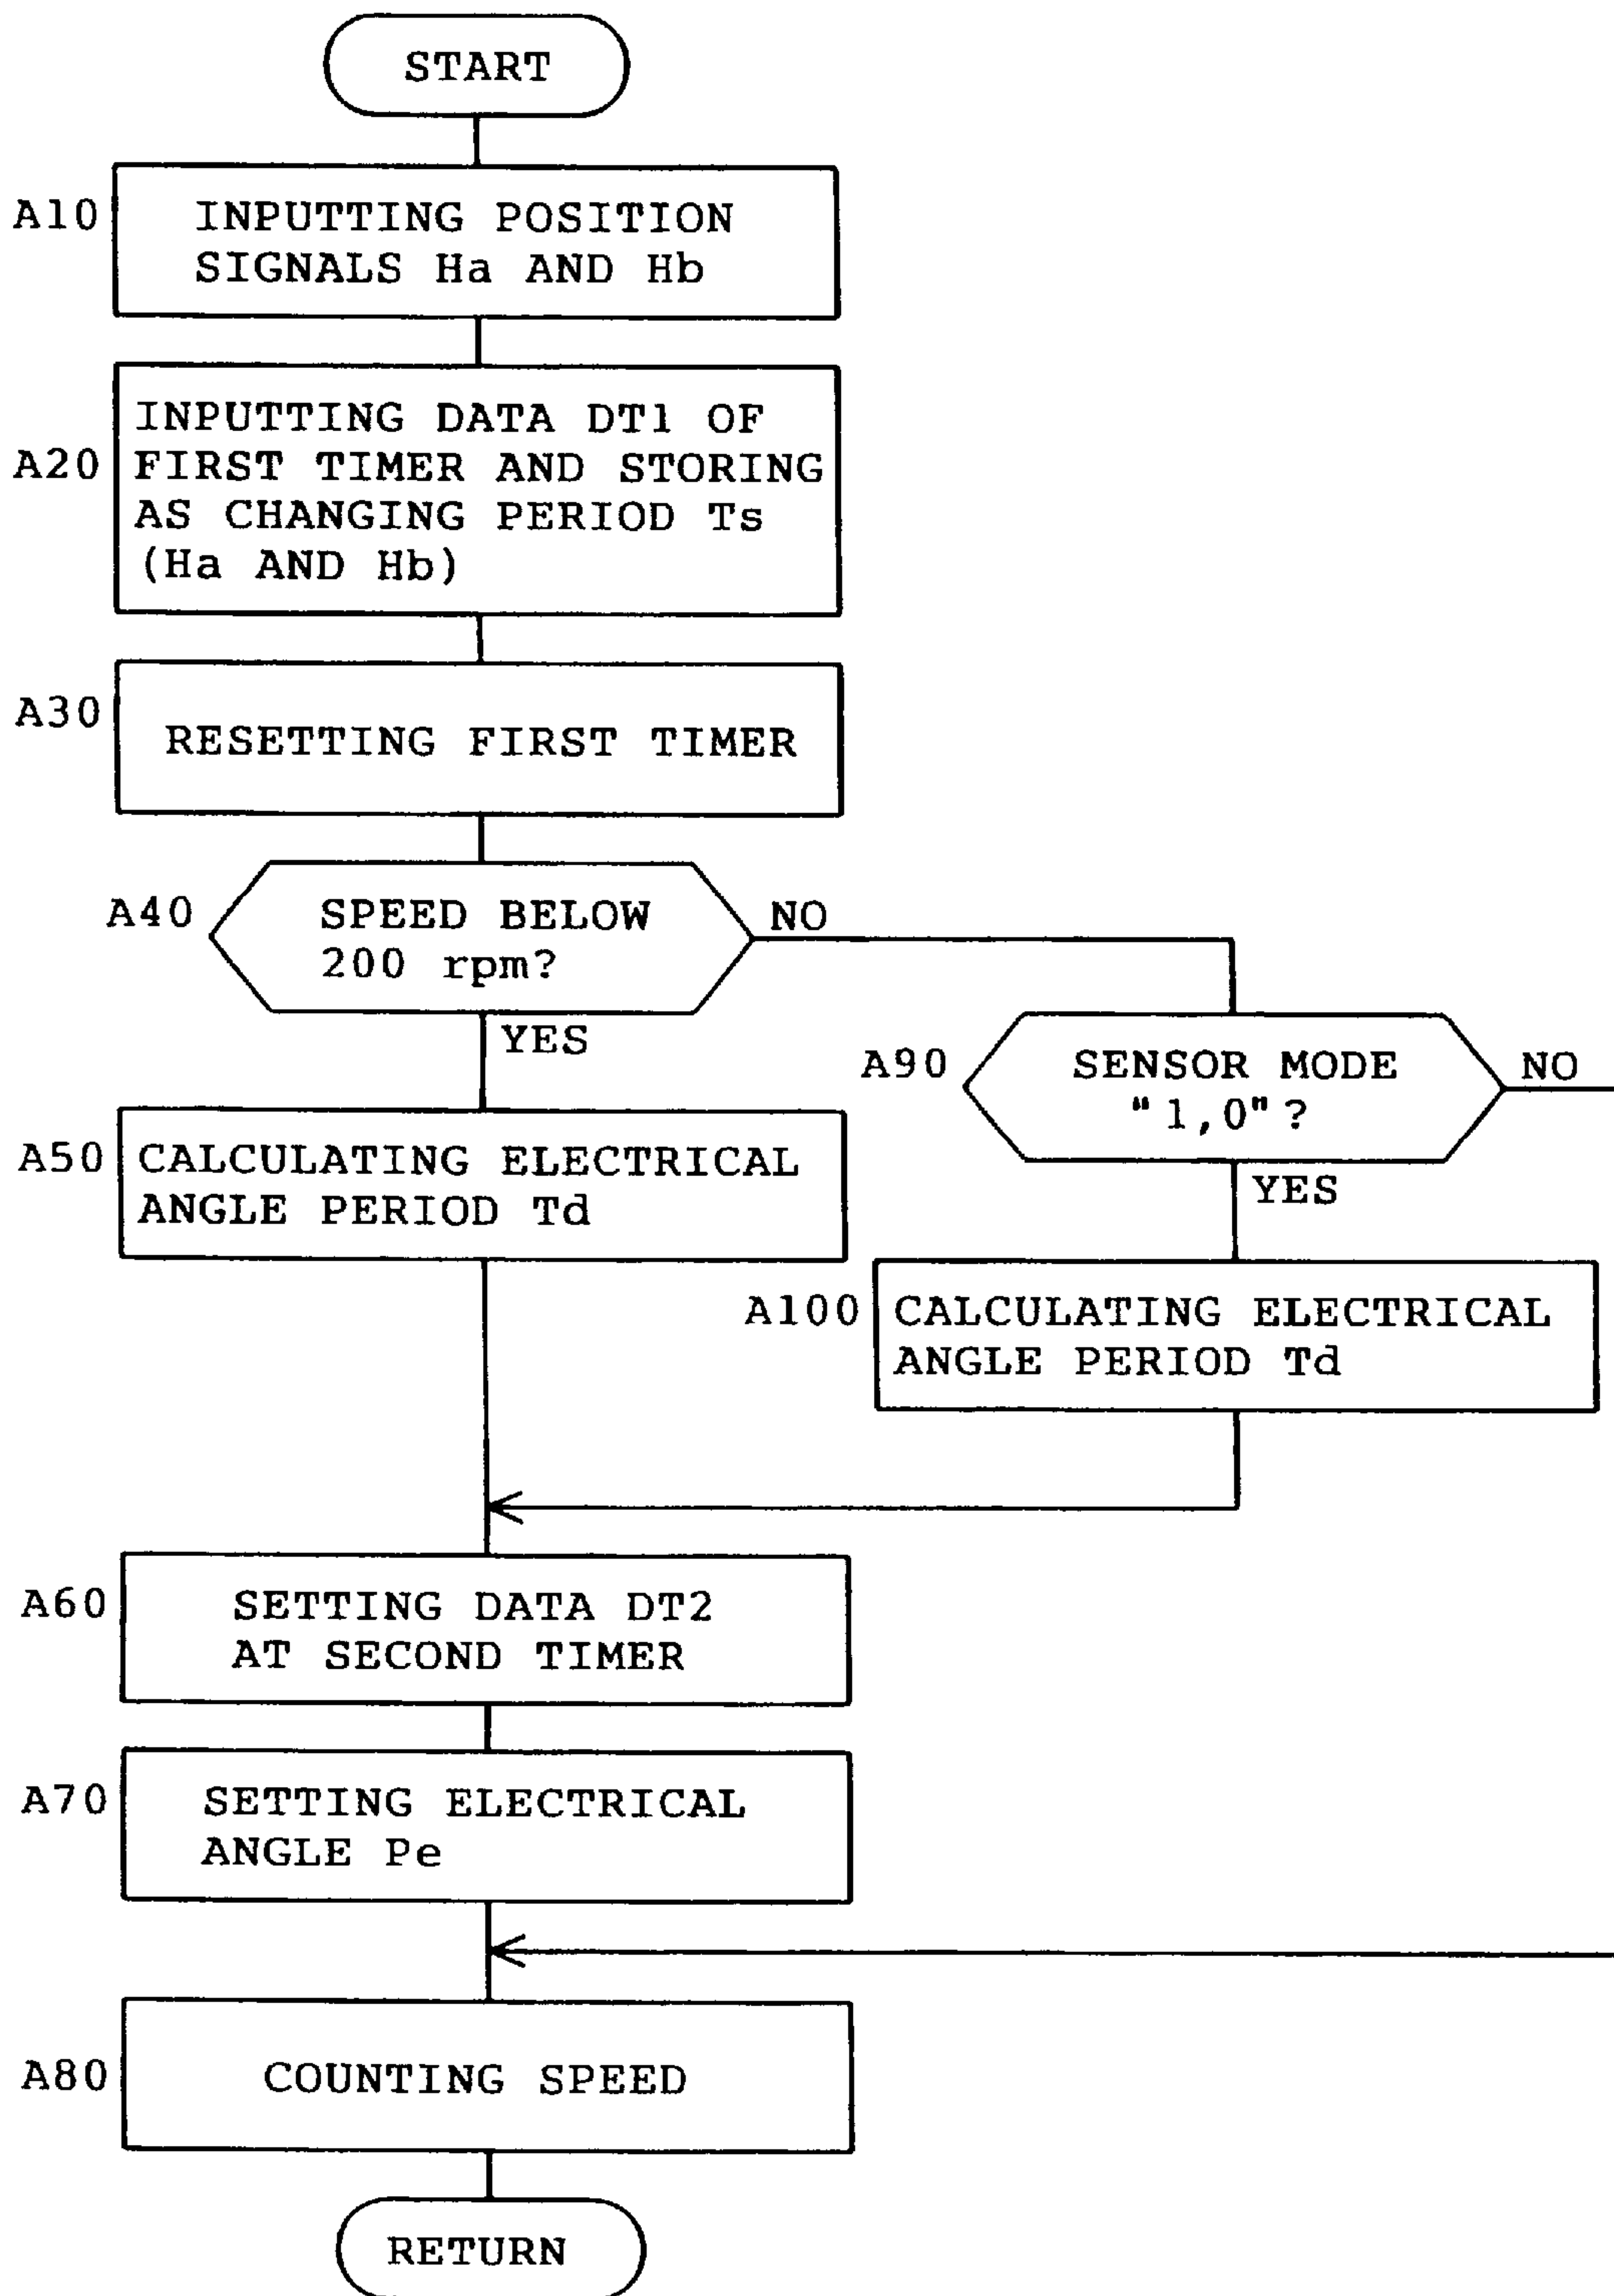 START
A10
INPUTTING POSITION
SIGNALS Ha AND Hb
A20
INPUTTING DATA DT1 OF
FIRST TIMER AND STORING
AS CHANGING PERIOD Ts
(Ha AND Hb)
A30
RESETTING FIRST TIMER
A40
SPEED BELOW
200 rpm?
NO
YES
A90
SENSOR MODE
"1,0"?
NO
YES
A50
CALCULATING ELECTRICAL
ANGLE PERIOD Td
A100
CALCULATING ELECTRICAL
ANGLE PERIOD Td
A60
SETTING DATA DT2
AT SECOND TIMER
A70
SETTING ELECTRICAL
ANGLE Pe
A80
COUNTING SPEED
RETURN